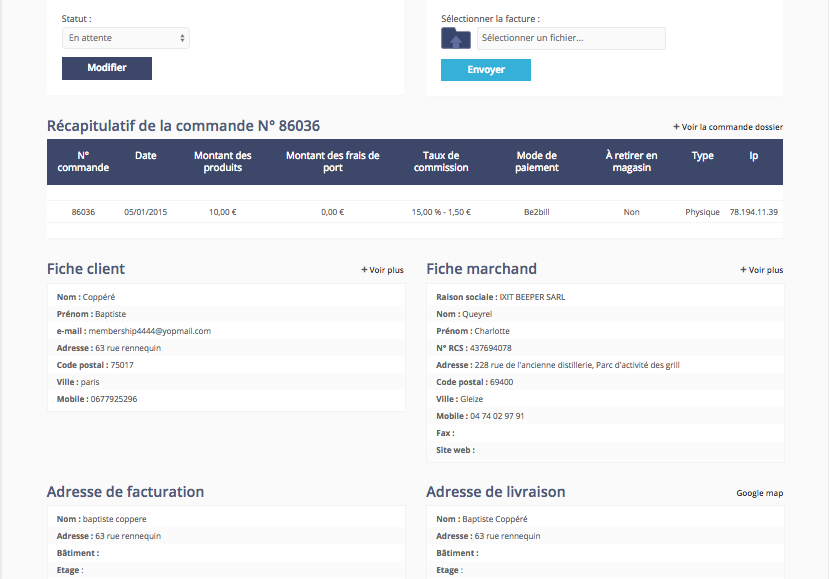 Statut :
En attente
Modifier
Sélectionner la facture :
Sélectionner un fichier...
Envoyer
Récapitulatif de la commande N° 86036
+ Voir la commande dossier
N° commande Date Montant des produits Montant des frais de port Taux de commission Mode de paiement À retirer en magasin Type Ip
86036 05/01/2015 10,00 € 0,00 € 15,00 % - 1,50 € Be2bill Non Physique 78.194.11.39
Fiche client
+ Voir plus
Nom : Coppéré
Prénom : Baptiste
e-mail : membership4444@yopmail.com
Adresse : 63 rue rennequin
Code postal : 75017
Ville : paris
Mobile : 0677925296
Fiche marchand
+ Voir plus
Raison sociale : IXIT BEEPER SARL
Nom : Queyrel
Prénom : Charlotte
N° RCS : 437694078
Adresse : 228 rue de l'ancienne distillerie, Parc d'activité des grill
Code postal : 69400
Ville : Gleize
Mobile : 04 74 02 97 91
Fax :
Site web :
Adresse de facturation
Nom : baptiste coppere
Adresse : 63 rue rennequin
Bâtiment :
Etage :
Adresse de livraison
Google map
Nom : Baptiste Coppéré
Adresse : 63 rue rennequin
Bâtiment :
Etage :